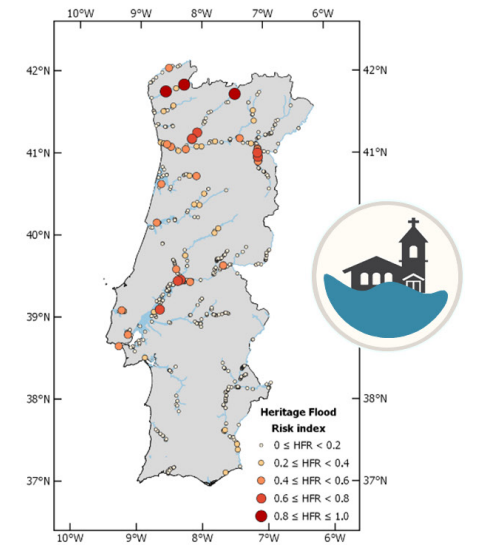 10°W 9°W 8°W 7°W 6°W
42°N 42°N
41°N 41°N
40°N
39°N
38°N 38°N
Heritage Flood
Risk index
0 ≤ HFR < 0.2
0.2 ≤ HFR < 0.4
0.4 ≤ HFR < 0.6
37°N 37°N
0.6 ≤ HFR < 0.8
0.8 ≤ HFR ≤ 1.0
10°W 9°W 8°W 7°W 6°W